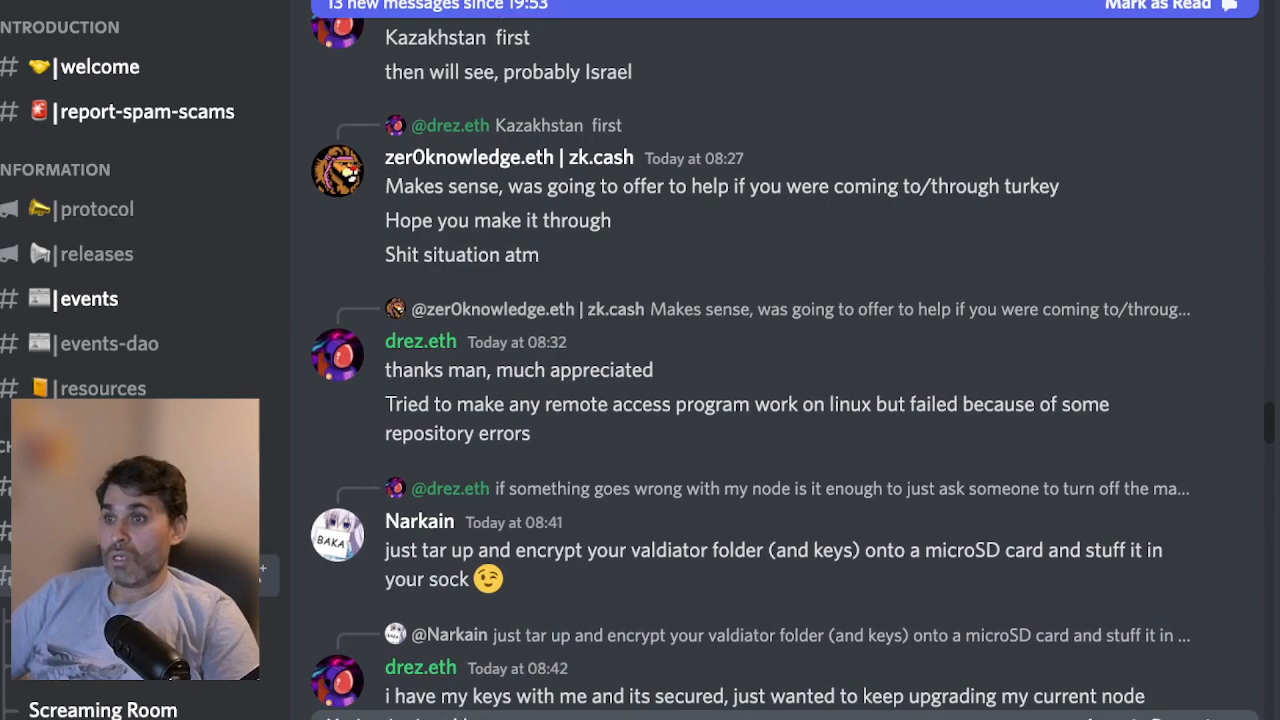 13 new messages since 19:53
Mark as Read
NTRODUCTION
# | welcome
# | report-spam-scams
NFORMATION
| protocol
| releases
# | events
# | events-dao
# | resources
Screaming Room
Kazakhstan first
then will see, probably Israel
@drez.eth Kazakhstan first
zer0knowledge.eth | zk.cash Today at 08:27
Makes sense, was going to offer to help if you were coming to/through turkey
Hope you make it through
Shit situation atm
@zer0knowledge.eth | zk.cash Makes sense, was going to offer to help if you were coming to/throug...
drez.eth Today at 08:32
thanks man, much appreciated
Tried to make any remote access program work on linux but failed because of some
repository errors
@drez.eth if something goes wrong with my node is it enough to just ask someone to turn off the ma...
BAKA
Narkain Today at 08:41
just tar up and encrypt your valdiator folder (and keys) onto a microSD card and stuff it in
your sock 😉
@Narkain just tar up and encrypt your valdiator folder (and keys) onto a microSD card and stuff it in ...
drez.eth Today at 08:42
i have my keys with me and its secured, just wanted to keep upgrading my current node